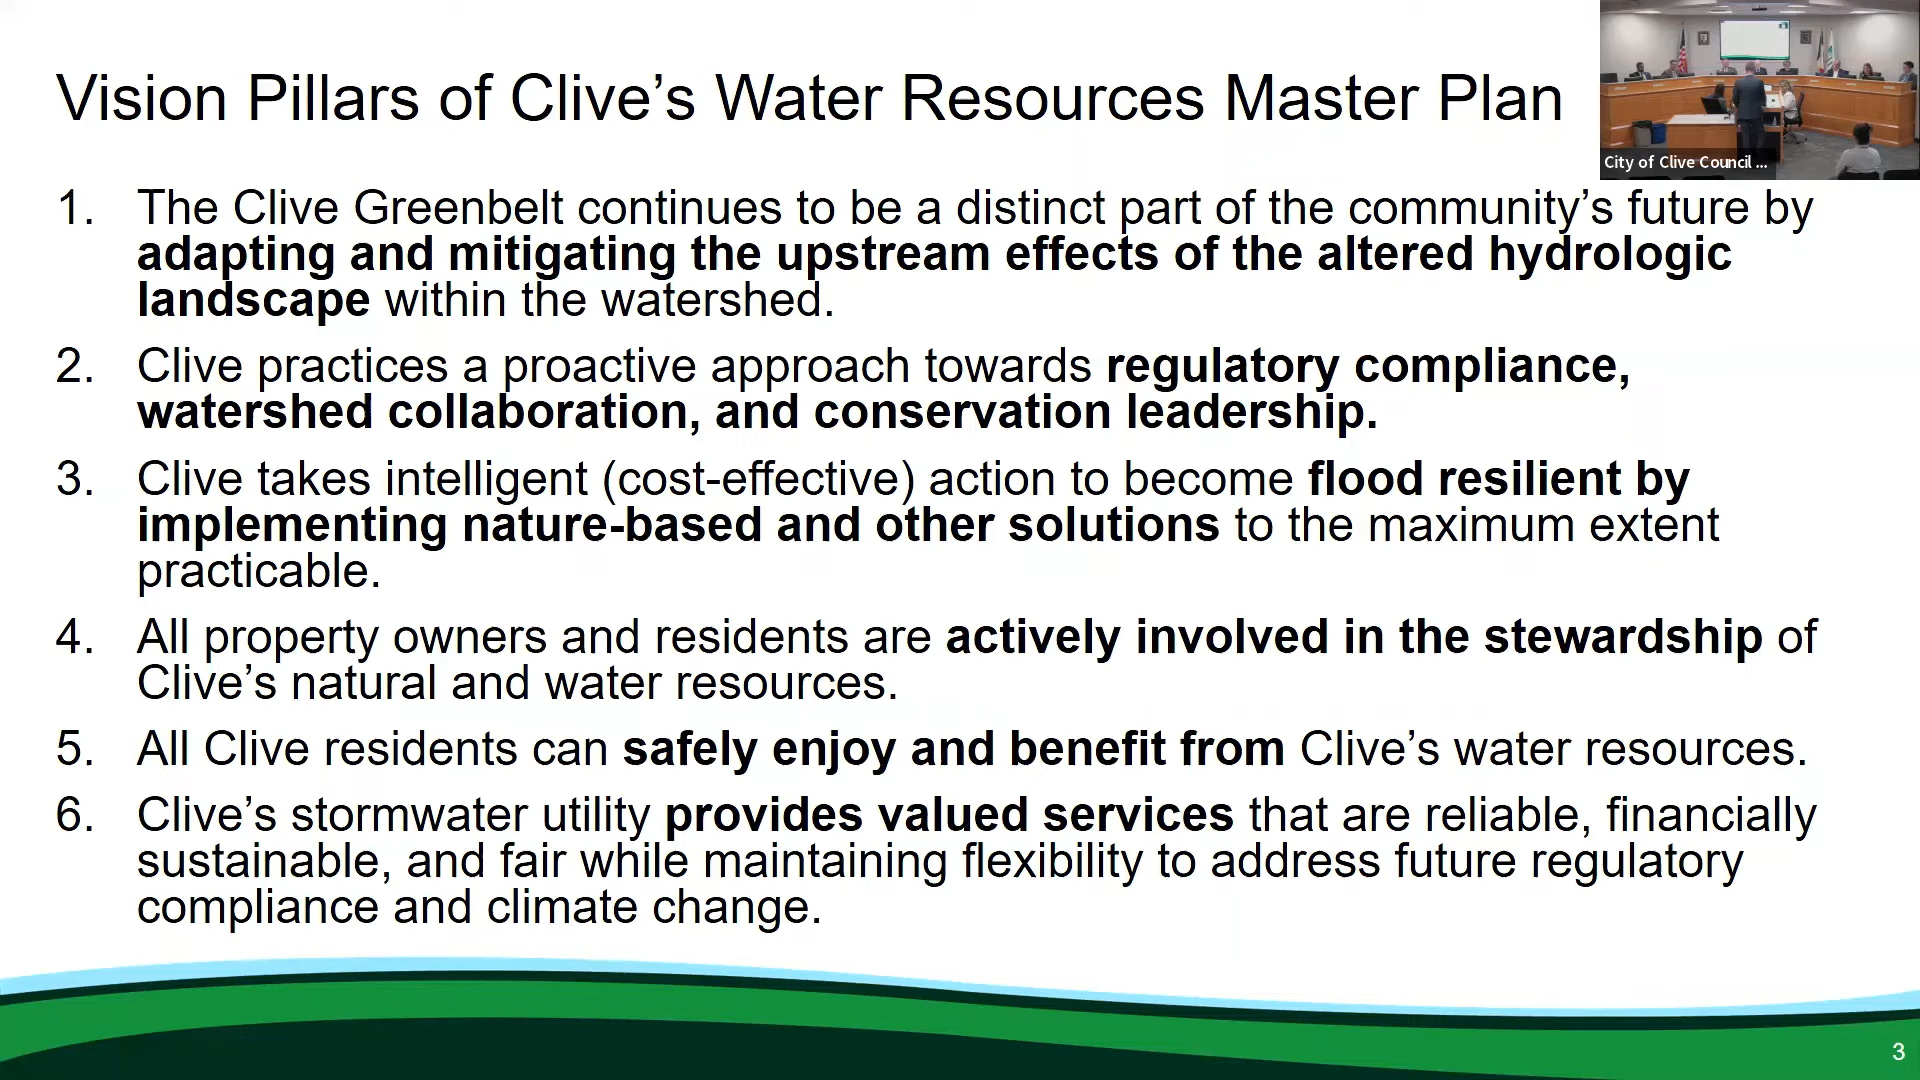 Vision Pillars of Clive’s Water Resources Master Plan
City of Clive Council ...
1. The Clive Greenbelt continues to be a distinct part of the community’s future by
adapting and mitigating the upstream effects of the altered hydrologic
landscape within the watershed.
2. Clive practices a proactive approach towards regulatory compliance,
watershed collaboration, and conservation leadership.
3. Clive takes intelligent (cost-effective) action to become flood resilient by
implementing nature-based and other solutions to the maximum extent
practicable.
4. All property owners and residents are actively involved in the stewardship of
Clive’s natural and water resources.
5. All Clive residents can safely enjoy and benefit from Clive’s water resources.
6. Clive’s stormwater utility provides valued services that are reliable, financially
sustainable, and fair while maintaining flexibility to address future regulatory
compliance and climate change.
3